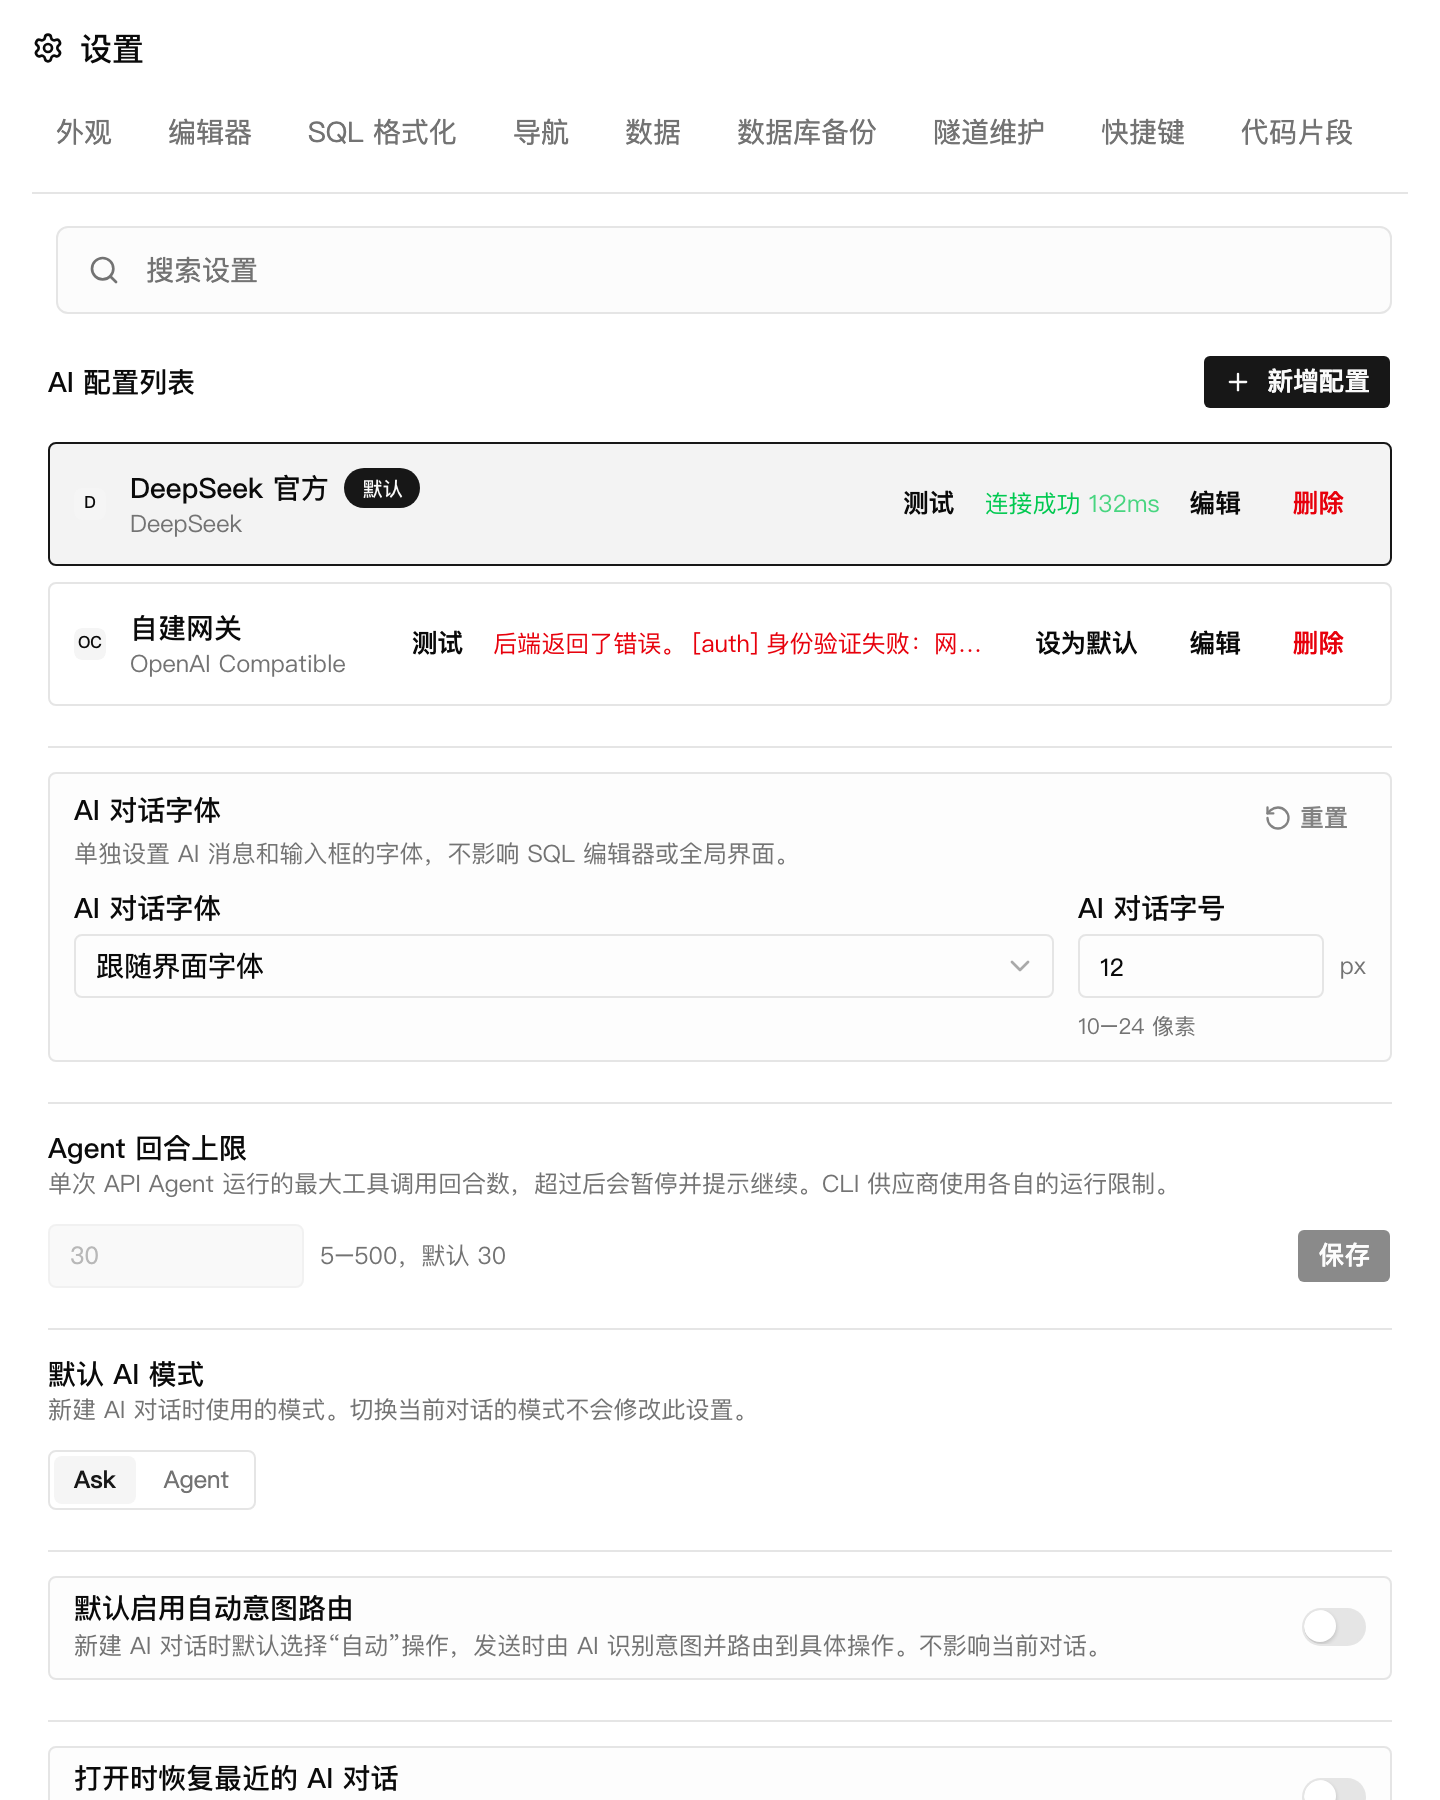 设置
外观 编辑器 SQL 格式化 导航 数据 数据库备份 隧道维护 快捷键 代码片段
搜索设置
AI 配置列表
新增配置
D
DeepSeek 官方 默认
DeepSeek
测试 连接成功 132ms 编辑 删除
OC
自建网关
OpenAI Compatible
测试 后端返回了错误。 [auth] 身份验证失败：网… 设为默认 编辑 删除
AI 对话字体
重置
单独设置 AI 消息和输入框的字体，不影响 SQL 编辑器或全局界面。
AI 对话字体
跟随界面字体
AI 对话字号
12 px
10–24 像素
Agent 回合上限
单次 API Agent 运行的最大工具调用回合数，超过后会暂停并提示继续。CLI 供应商使用各自的运行限制。
30 5–500，默认 30
保存
默认 AI 模式
新建 AI 对话时使用的模式。切换当前对话的模式不会修改此设置。
Ask Agent
默认启用自动意图路由
新建 AI 对话时默认选择“自动”操作，发送时由 AI 识别意图并路由到具体操作。不影响当前对话。
打开时恢复最近的 AI 对话